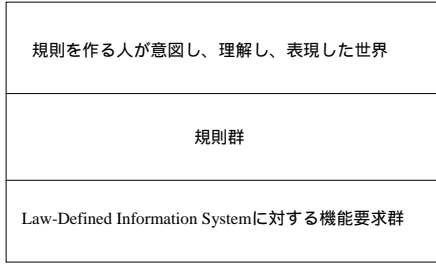 規則を作る人が意図し、理解し、表現した世界
規則群
Law-Defined Information Systemに対する機能要求群